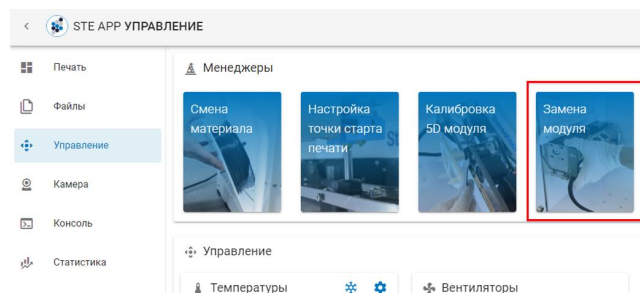 STE APP УПРАВЛЕНИЕ
Печать
Файлы
Управление
Камера
Консоль
Статистика
Менеджеры
Смена
материала
Настройка
точки старта
печати
Калибровка
5D модуля
Замена
модуля
Управление
Температуры
Вентиляторы